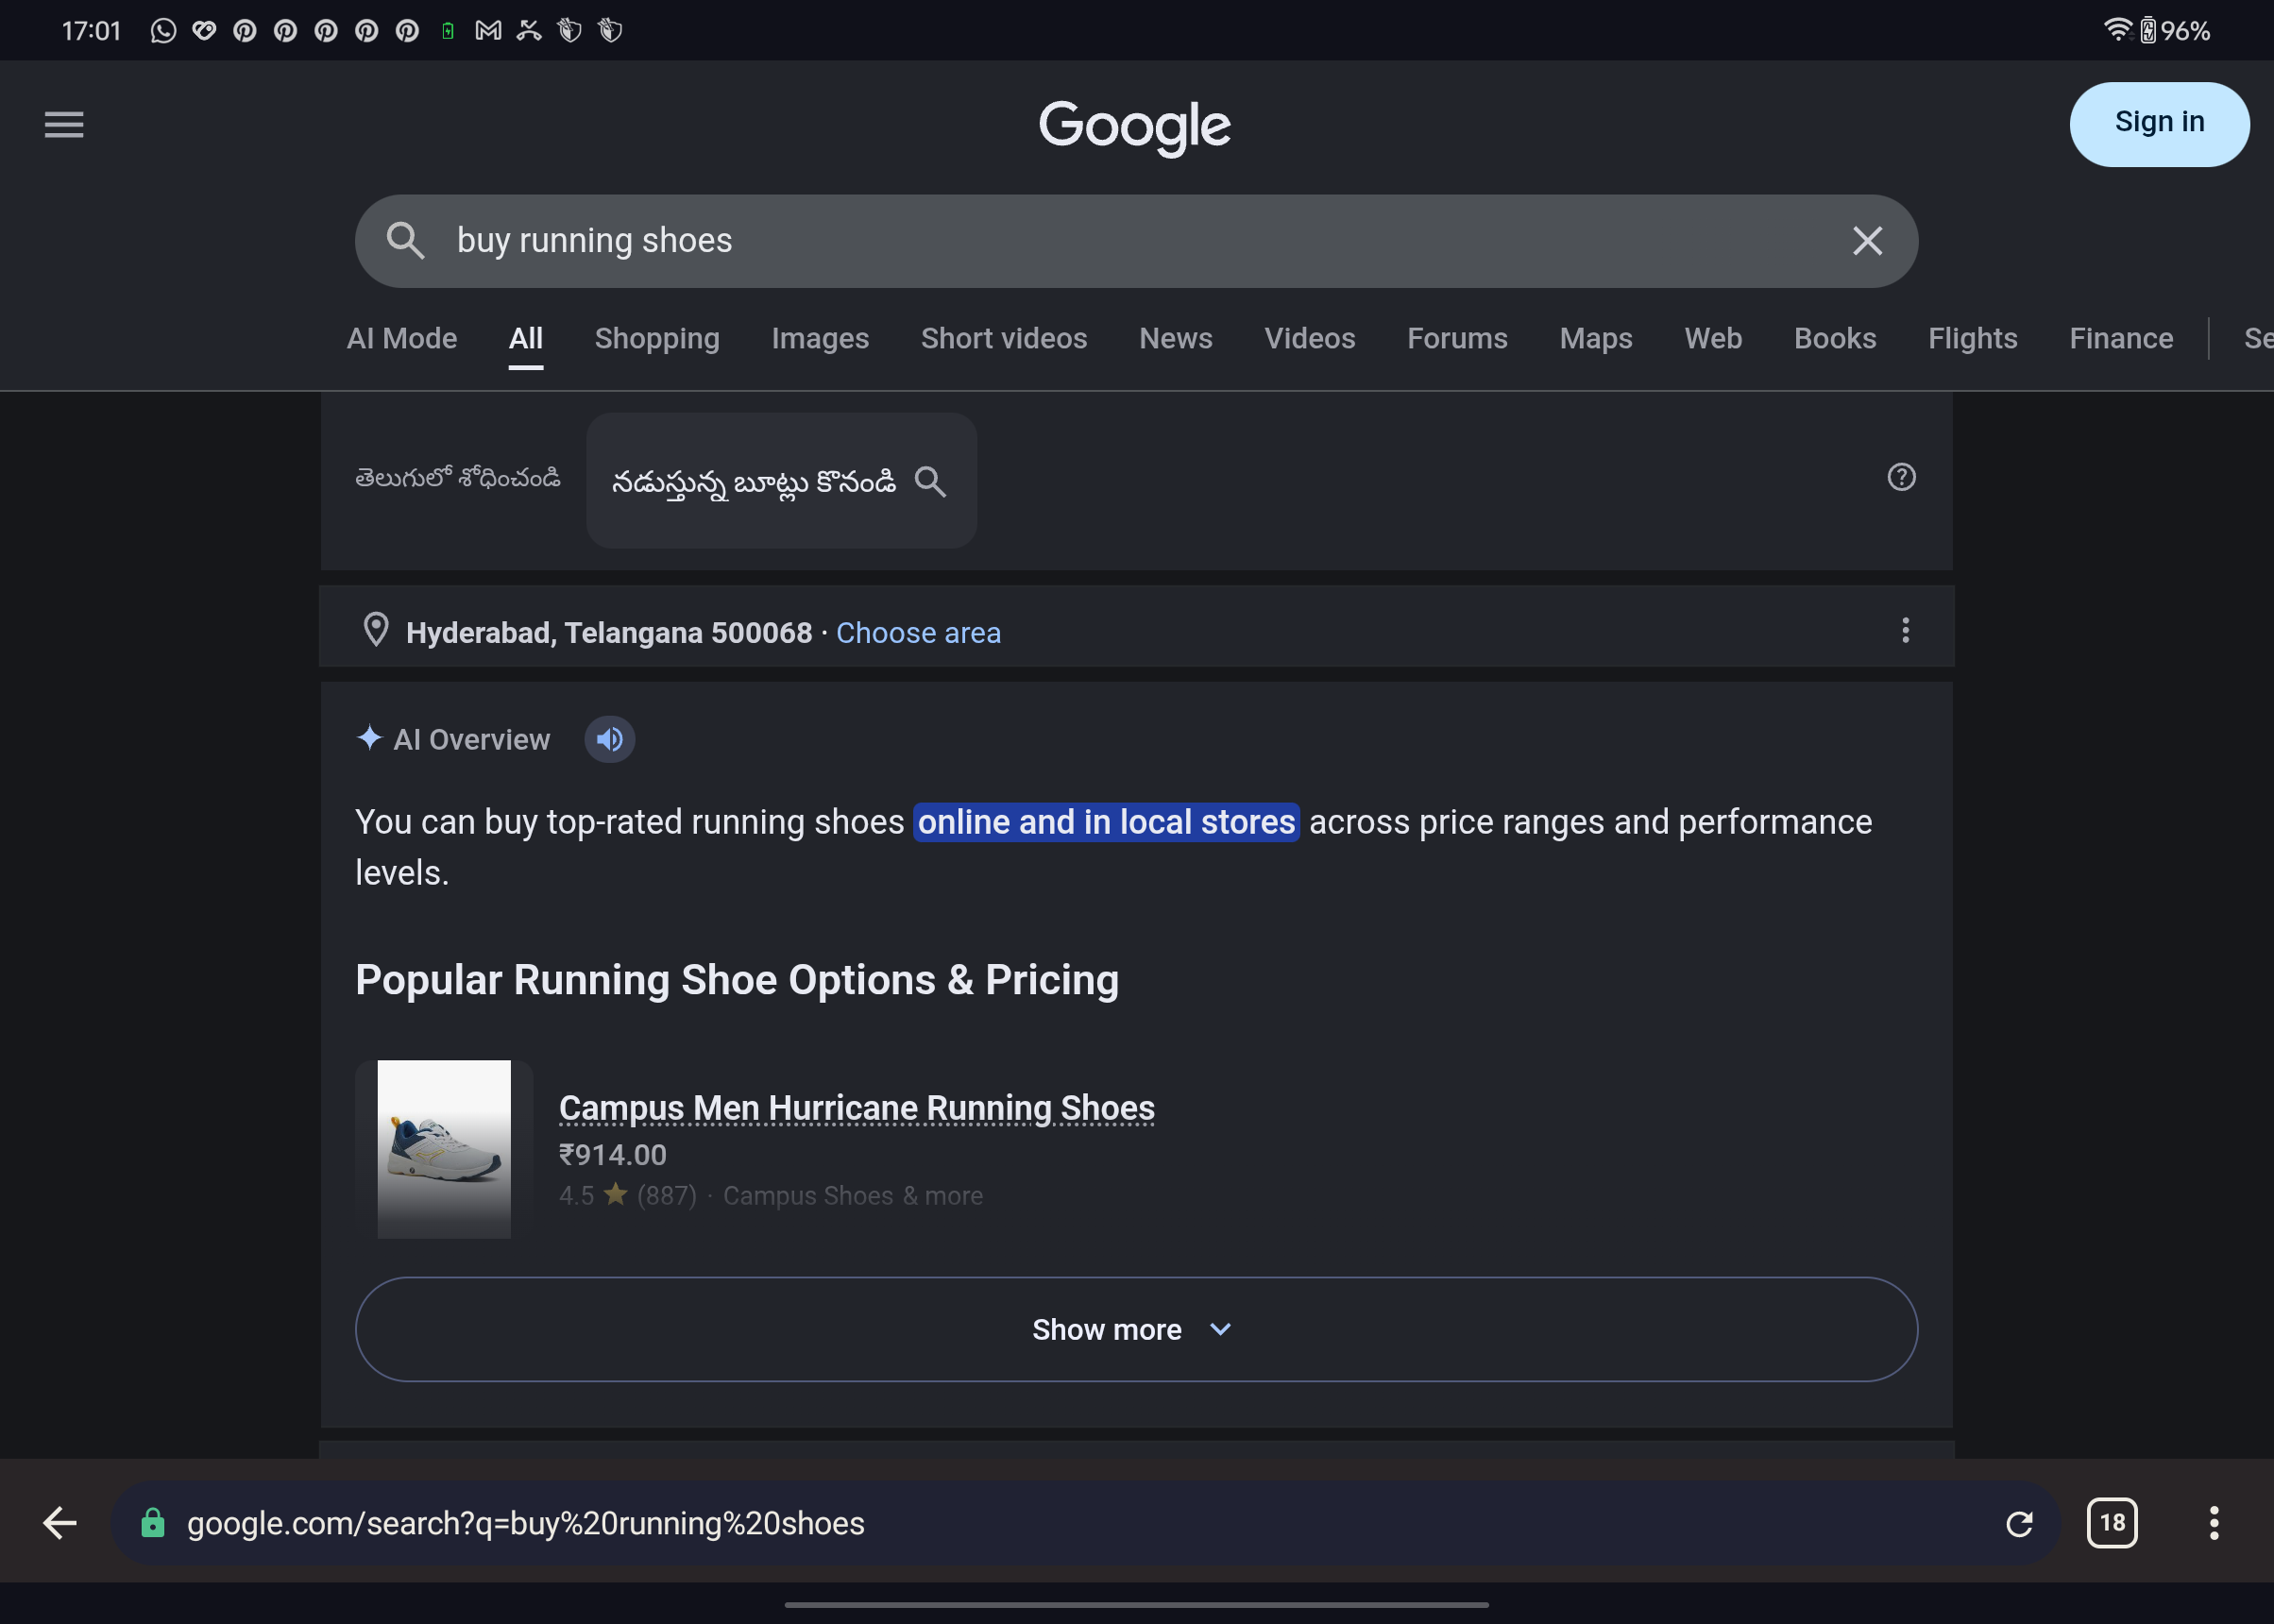 17:01
96%
Google
Sign in
buy running shoes
AI Mode All Shopping Images Short videos News Videos Forums Maps Web Books Flights Finance Se
తెలుగులో శోధించండి నడుస్తున్న బూట్లు కొనండి
Hyderabad, Telangana 500068 · Choose area
AI Overview
You can buy top-rated running shoes online and in local stores across price ranges and performance
levels.
Popular Running Shoe Options & Pricing
Campus Men Hurricane Running Shoes
₹914.00
4.5 ★ (887) · Campus Shoes & more
Show more
google.com/search?q=buy%20running%20shoes
18